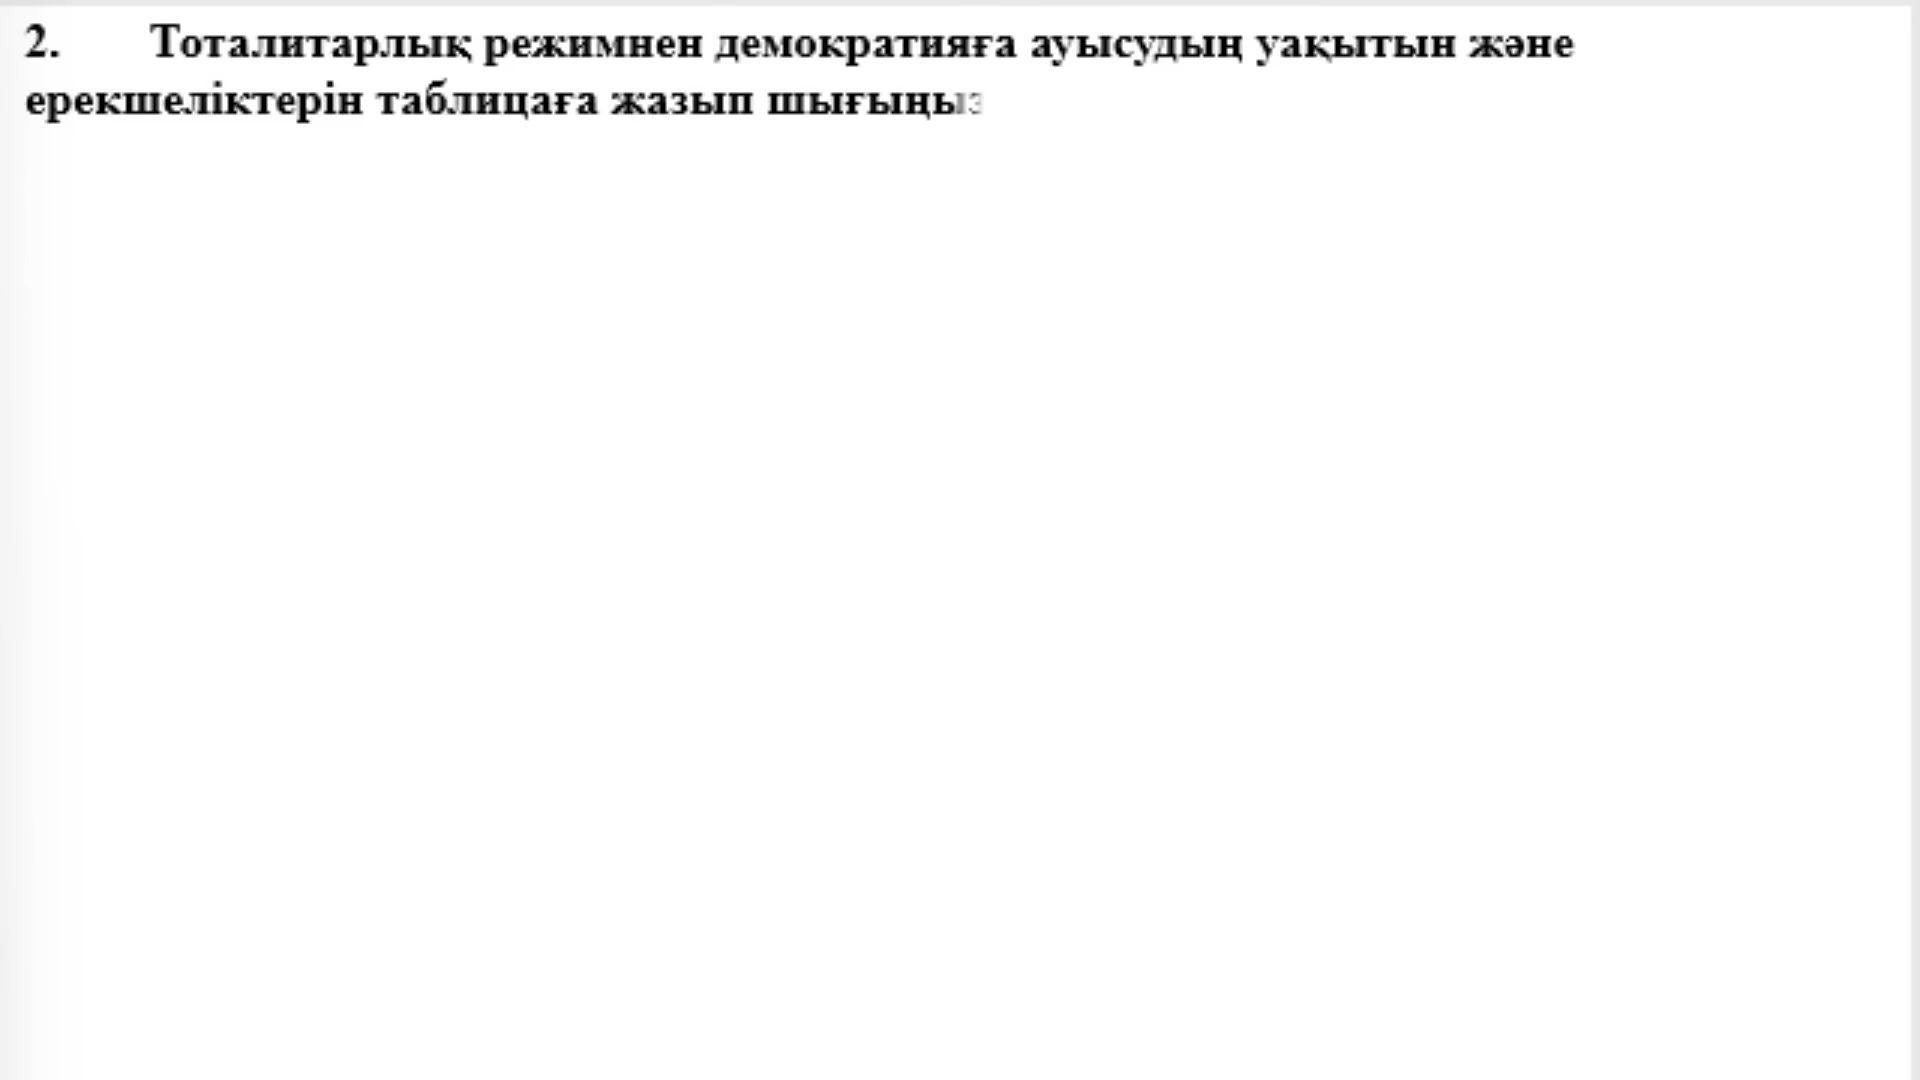 2. Тоталитарлық режимнен демократияға ауысудың уақытын және
ерекшеліктерін таблицаға жазып шығыңыз